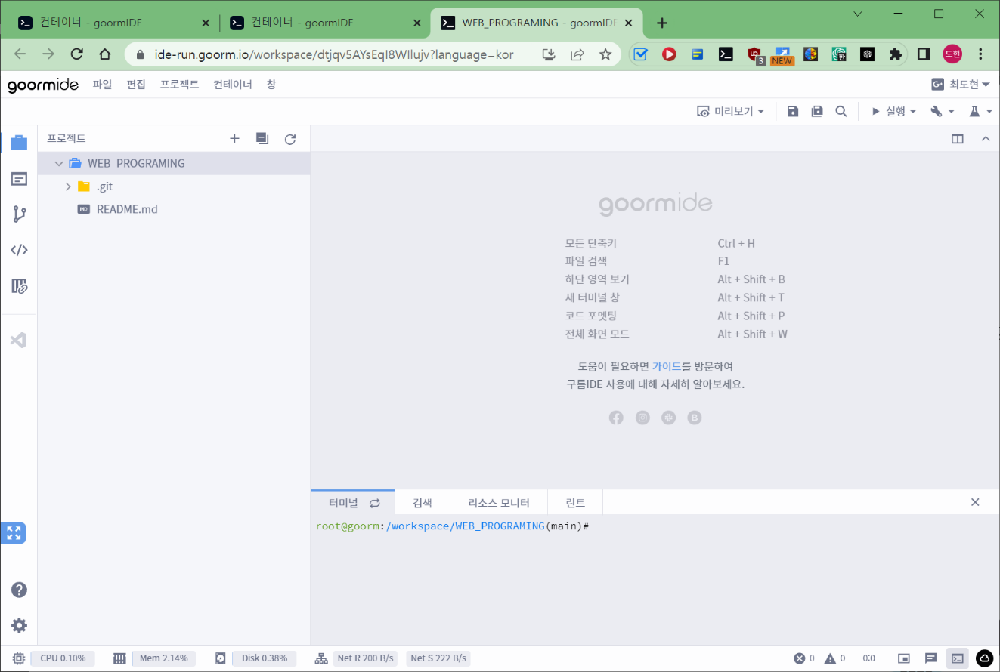 컨테이너 - goormIDE
컨테이너 - goormIDE
WEB_PROGRAMING - goormIDE
ide-run.goorm.io/workspace/dtjqv5AYsEqI8WIlujv?language=kor
3
NEW
한
도현
goormide 파일 편집 프로젝트 컨테이너 창
G+ 최도현
미리보기
실행
프로젝트
WEB_PROGRAMING
.git
MD README.md
goormide
모든 단축키 Ctrl + H
파일 검색 F1
하단 영역 보기 Alt + Shift + B
새 터미널 창 Alt + Shift + T
코드 포멧팅 Alt + Shift + P
전체 화면 모드 Alt + Shift + W
도움이 필요하면 가이드를 방문하여
구름IDE 사용에 대해 자세히 알아보세요.
B
터미널 검색 리소스 모니터 린트
root@goorm:/workspace/WEB_PROGRAMING(main)#
CPU 0.10% Mem 2.14% Disk 0.38% Net R 200 B/s Net S 222 B/s 0 0 0:0